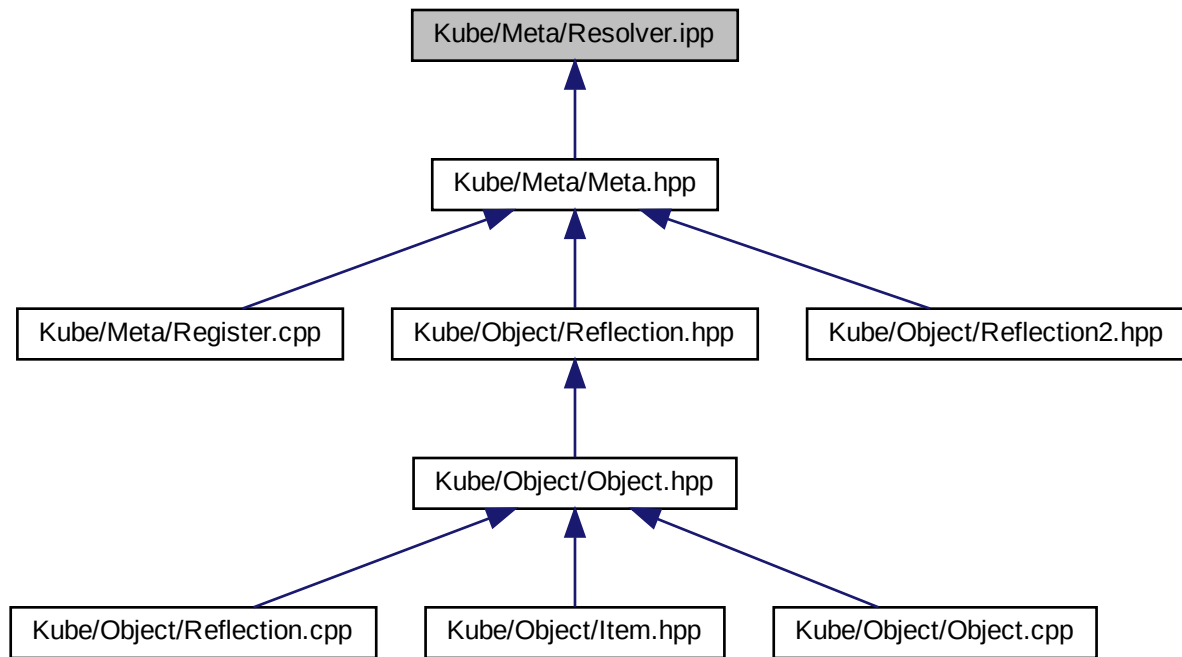 Kube/Meta/Resolver.ipp
Kube/Meta/Meta.hpp
Kube/Meta/Register.cpp
Kube/Object/Reflection.hpp
Kube/Object/Reflection2.hpp
Kube/Object/Object.hpp
Kube/Object/Reflection.cpp
Kube/Object/Item.hpp
Kube/Object/Object.cpp